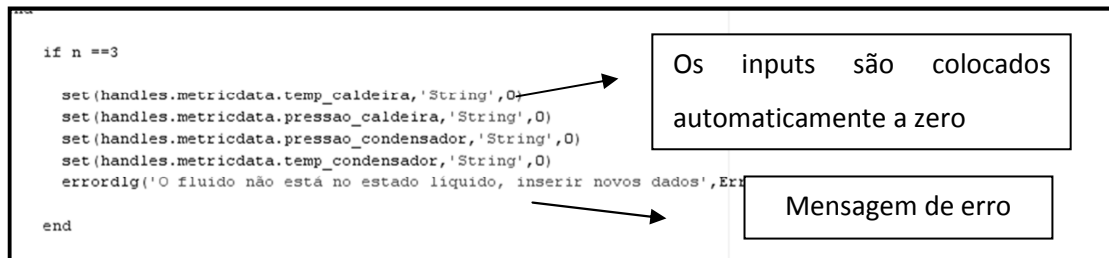 if n ==3
set(handles.metricdata.temp_caldeira,'String',0)
set(handles.metricdata.pressao_caldeira,'String',0)
set(handles.metricdata.pressao_condensador,'String',0)
set(handles.metricdata.temp_condensador,'String',0)
errordlg('O fluido não está no estado líquido, inserir novos dados',Er
end
Os inputs são colocados
automaticamente a zero
Mensagem de erro